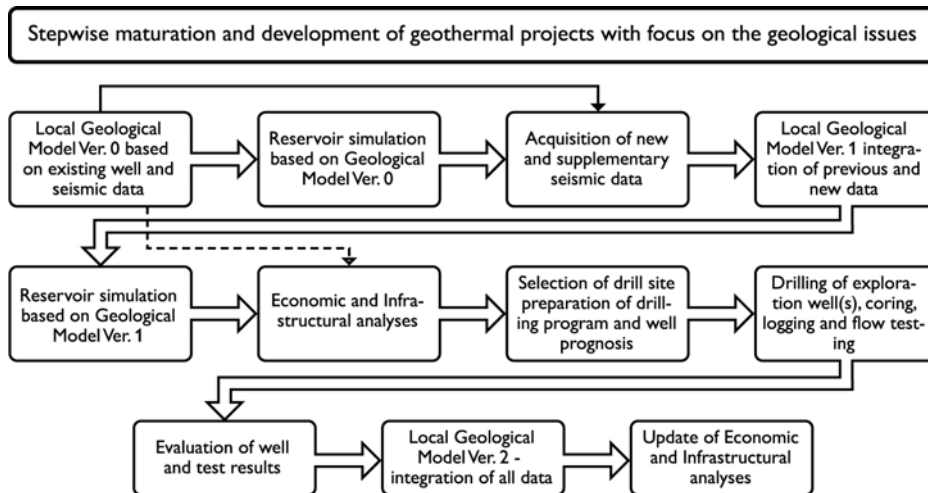 Stepwise maturation and development of geothermal projects with focus on the geological issues
Local Geological
Model Ver. 0 based
on existing well and
seismic data
Reservoir simulation
based on Geological
Model Ver. 0
Acquisition of new
and supplementary
seismic data
Local Geological
Model Ver. 1 integration
of previous and
new data
Reservoir simulation
based on Geological
Model Ver. 1
Economic and Infra-
structural analyses
Selection of drill site
preparation of drill-
ling program and well
prognosis
Drilling of explora-
tion well(s), coring,
logging and flow test-
ing
Evaluation of well
and test results
Local Geological
Model Ver. 2 -
integration of all data
Update of Economic
and Infrastructural
analyses